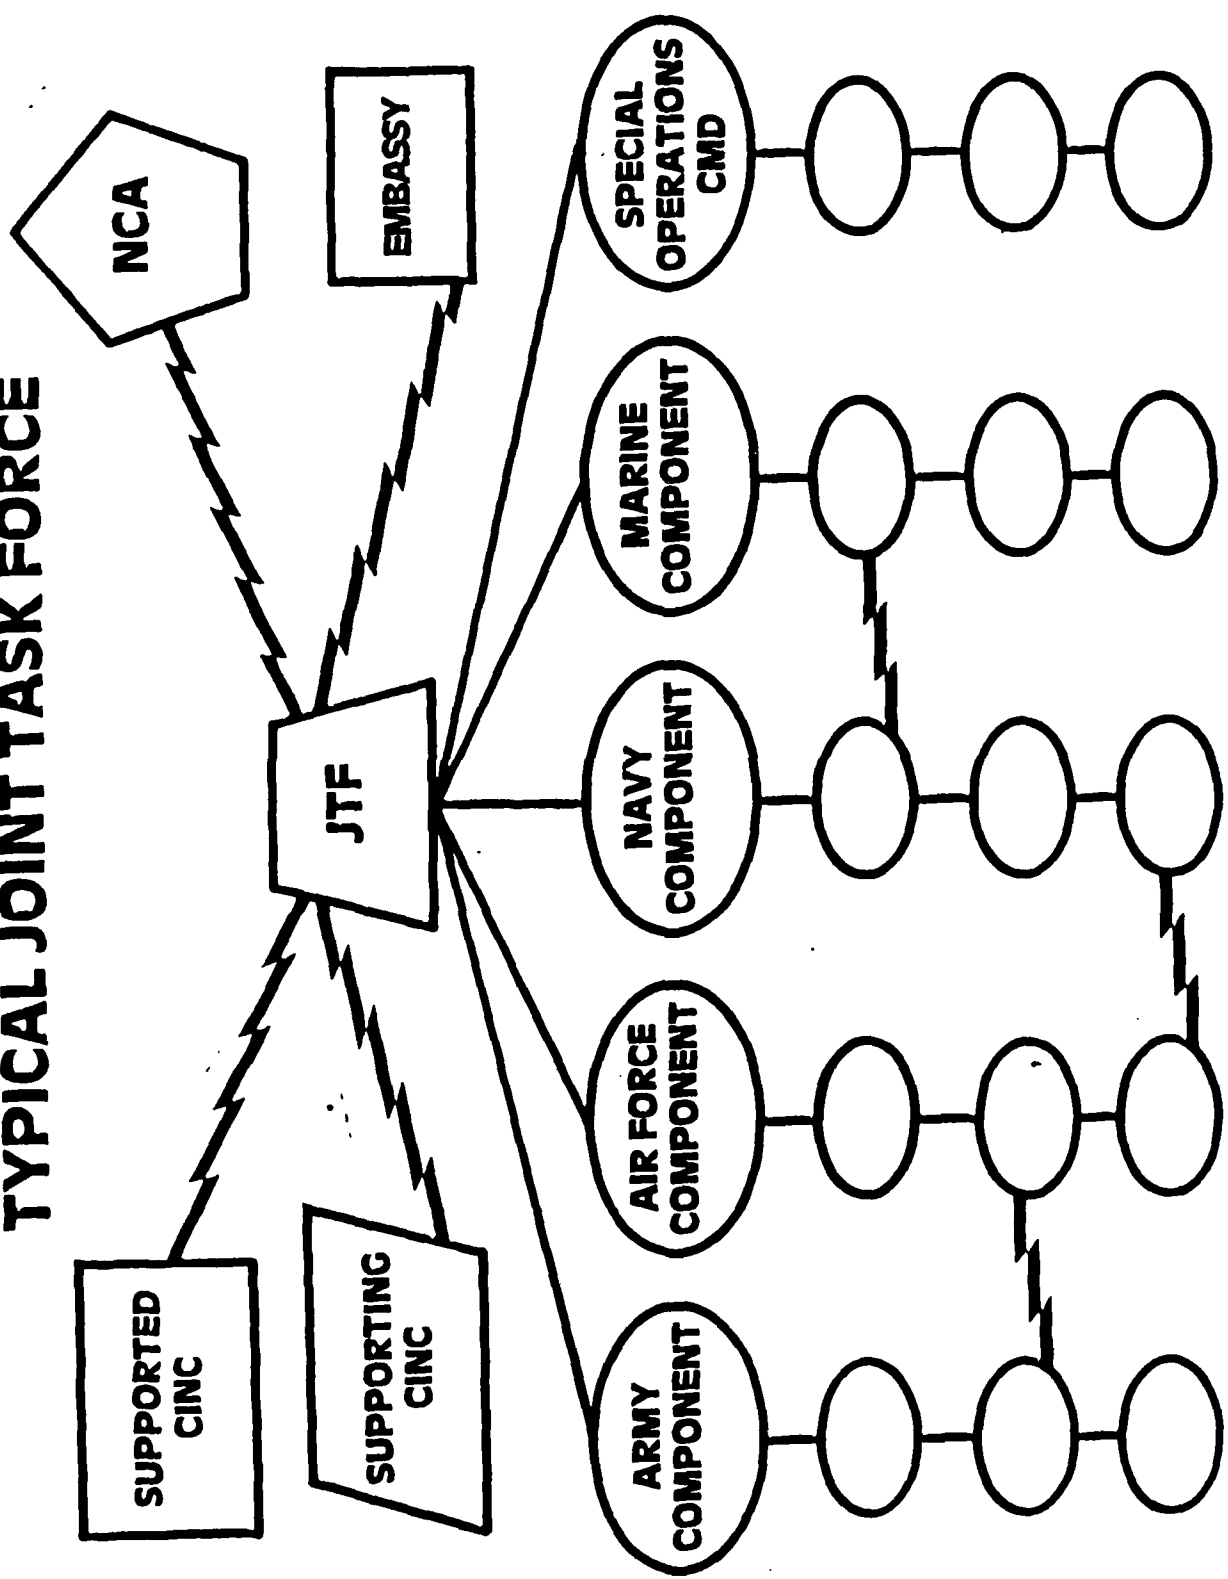 TYPICAL JOINT TASK FORCE
SUPPORTED
CINC
NCA
SUPPORTING
CINC
JTF
EMBASSY
ARMY
COMPONENT
AIR FORCE
COMPONENT
NAVY
COMPONENT
MARINE
COMPONENT
SPECIAL
OPERATIONS
CMD